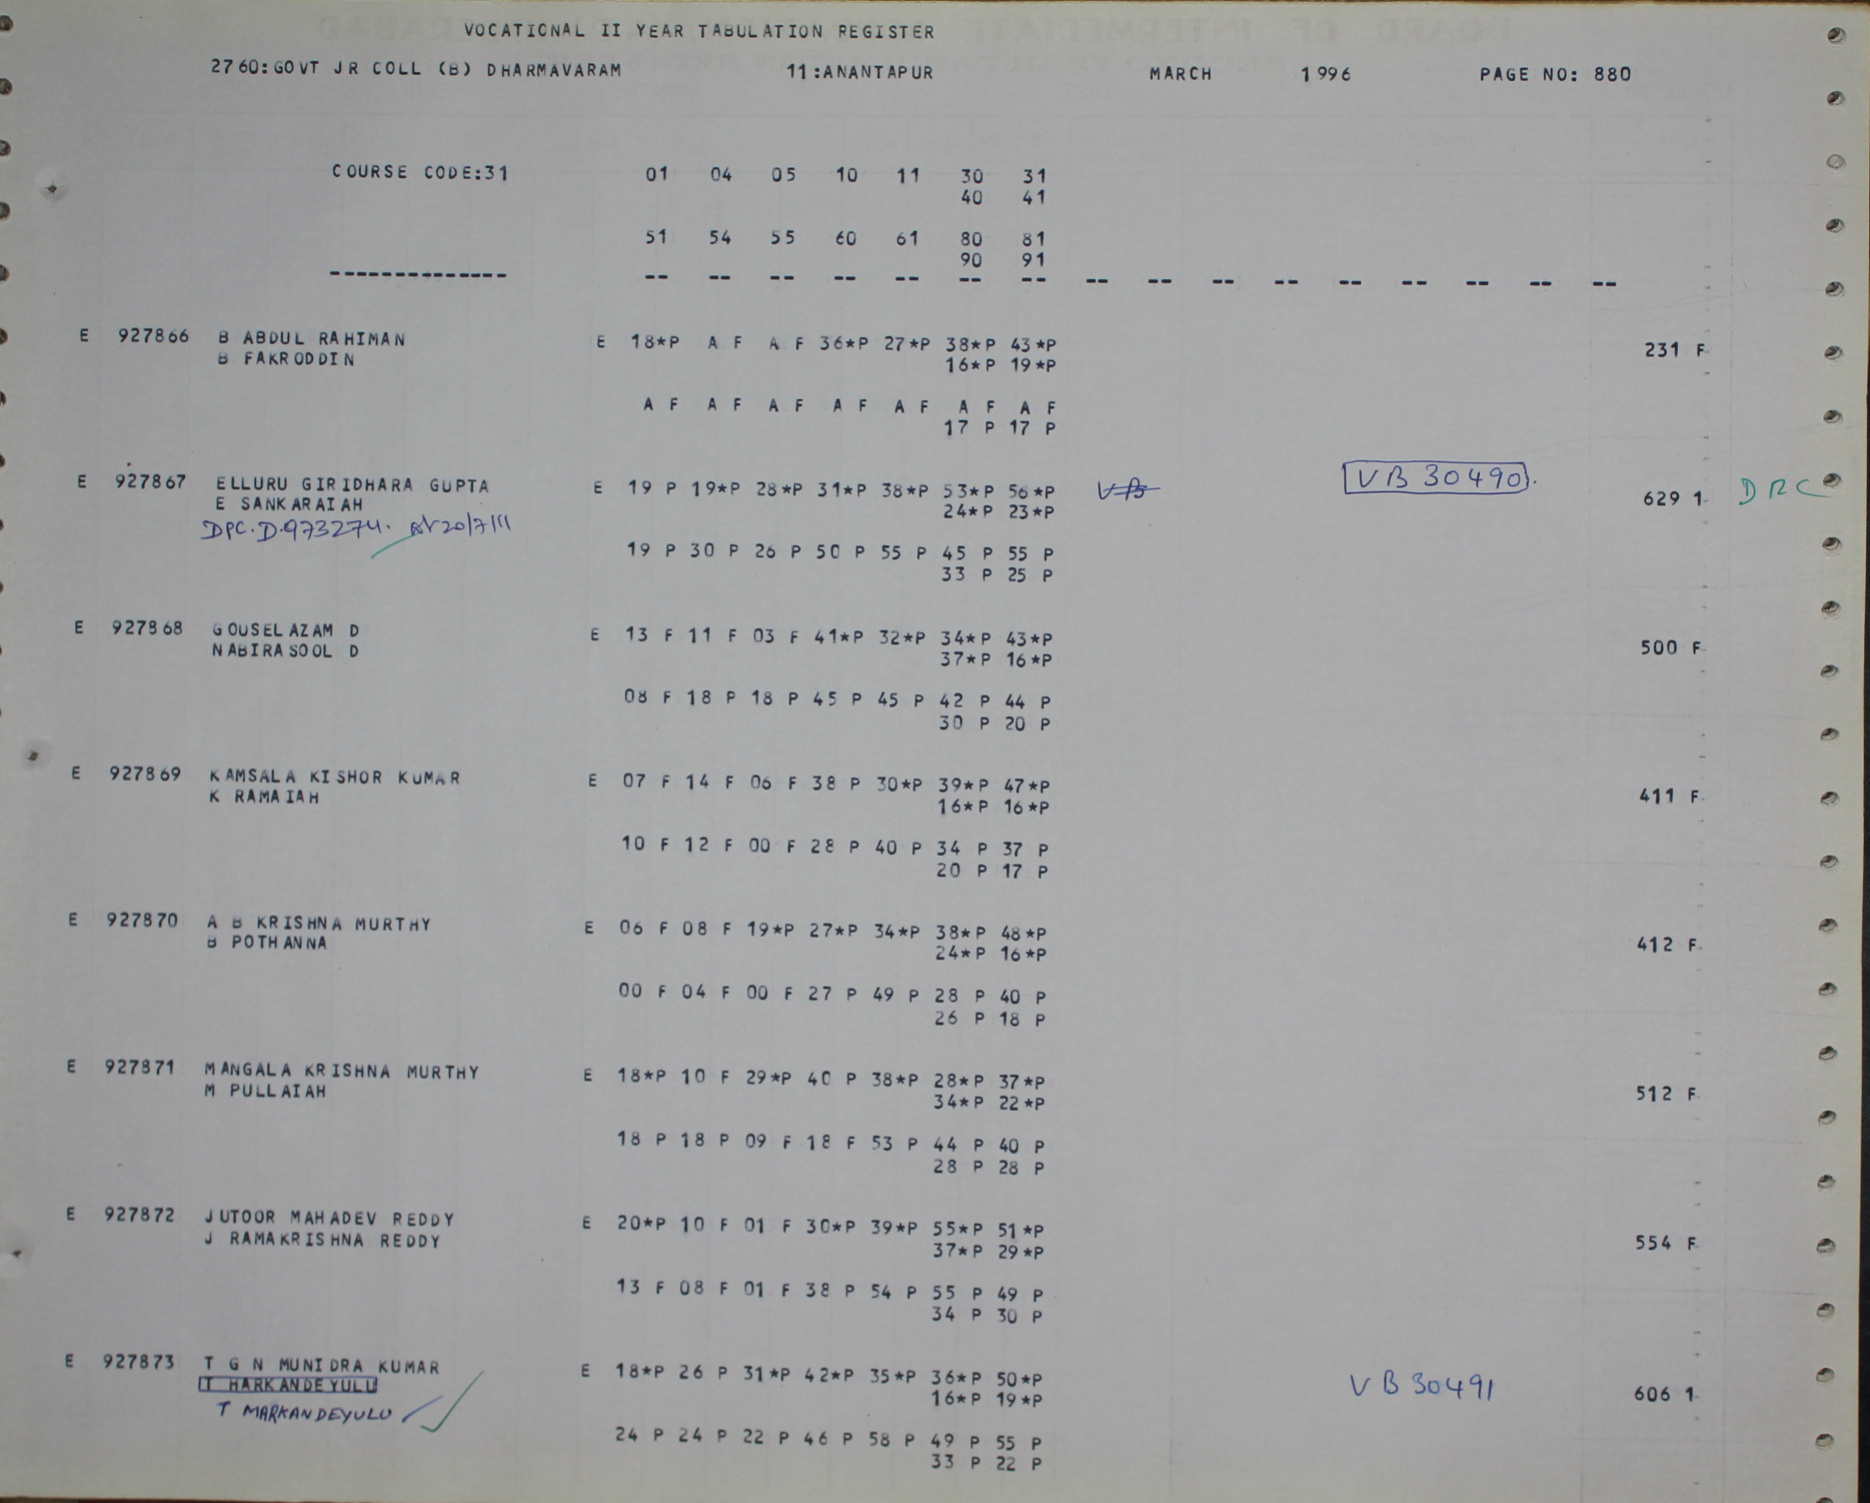 VOCATIONAL II YEAR TABULATION REGISTER
2760:GOVT JR COLL (B) DHARMAVARAM 11:ANANTAPUR MARCH 1996 PAGE NO: 880
COURSE CODE:31 01 04 05 10 11 30 31
40 41
51 54 55 60 61 80 81
90 91
-------------- -- -- -- -- -- -- -- -- -- -- -- -- -- -- -- --
E 927866 B ABDUL RAHIMAN E 18*P A F A F 36*P 27*P 38*P 43*P 231 F
B FAKRODDIN 16*P 19*P
A F A F A F A F A F A F A F
17 P 17 P
E 927867 ELLURU GIRIDHARA GUPTA E 19 P 19*P 28*P 31*P 38*P 53*P 56*P VB VB 30490 629 1 DRC
E SANKARAIAH 24*P 23*P
DPC.D.973274. 20/7/11
19 P 30 P 26 P 50 P 55 P 45 P 55 P
33 P 25 P
E 927868 GOUSELAZAM D E 13 F 11 F 03 F 41*P 32*P 34*P 43*P 500 F
NABIRASOOL D 37*P 16*P
08 F 18 P 18 P 45 P 45 P 42 P 44 P
30 P 20 P
E 927869 KAMSALA KISHOR KUMAR E 07 F 14 F 06 F 38 P 30*P 39*P 47*P 411 F
K RAMAIAH 16*P 16*P
10 F 12 F 00 F 28 P 40 P 34 P 37 P
20 P 17 P
E 927870 A B KRISHNA MURTHY E 06 F 08 F 19*P 27*P 34*P 38*P 48*P 412 F
B POTHANNA 24*P 16*P
00 F 04 F 00 F 27 P 49 P 28 P 40 P
26 P 18 P
E 927871 MANGALA KRISHNA MURTHY E 18*P 10 F 29*P 40 P 38*P 28*P 37*P 512 F
M PULLAIAH 34*P 22*P
18 P 18 P 09 F 18 F 53 P 44 P 40 P
28 P 28 P
E 927872 JUTOOR MAHADEV REDDY E 20*P 10 F 01 F 30*P 39*P 55*P 51*P 554 F
J RAMAKRISHNA REDDY 37*P 29*P
13 F 08 F 01 F 38 P 54 P 55 P 49 P
34 P 30 P
E 927873 T G N MUNIDRA KUMAR E 18*P 26 P 31*P 42*P 35*P 36*P 50*P VB 30491 606 1
T HARKANDEYULU 16*P 19*P
T MARKANDEYULU
24 P 24 P 22 P 46 P 58 P 49 P 55 P
33 P 22 P